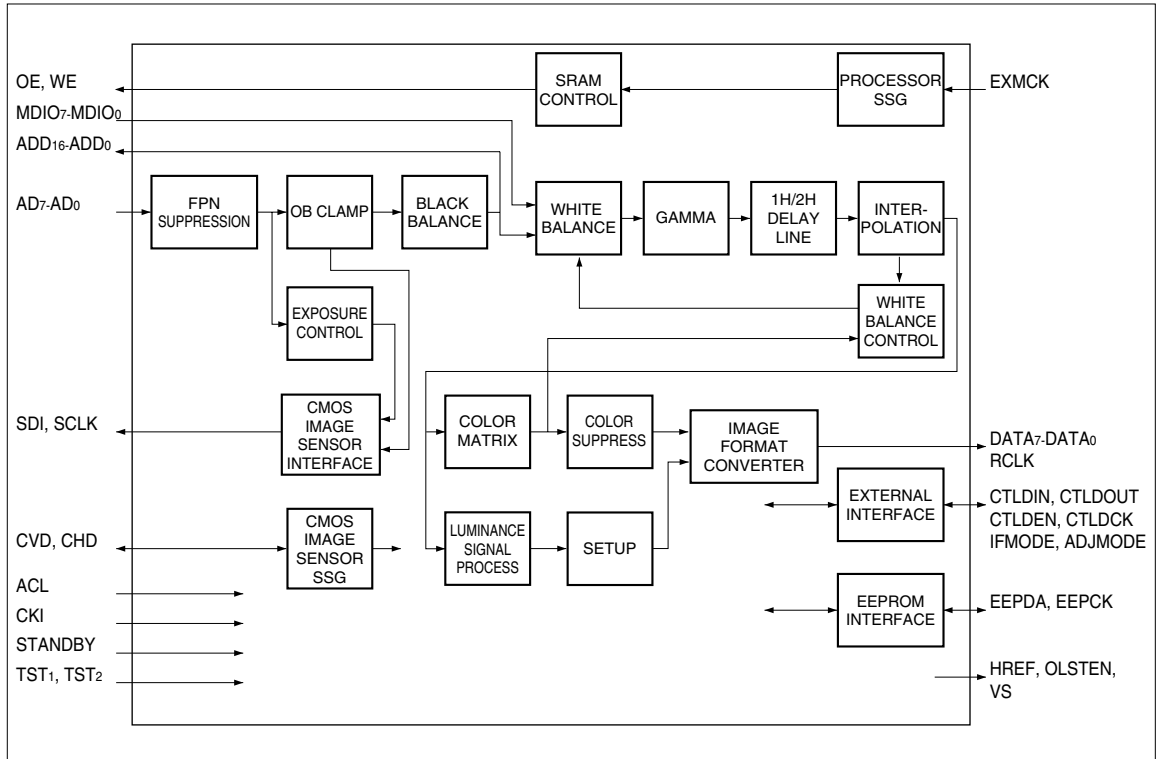 OE, WE
MDIO7-MDIO0
ADD16-ADD0
AD7-AD0
SRAM
CONTROL
PROCESSOR
SSG
EXMCK
FPN
SUPPRESSION
OB CLAMP
BLACK
BALANCE
WHITE
BALANCE
GAMMA
1H/2H
DELAY
LINE
INTER-
POLATION
EXPOSURE
CONTROL
WHITE
BALANCE
CONTROL
SDI, SCLK
CMOS
IMAGE
SENSOR
INTERFACE
COLOR
MATRIX
COLOR
SUPPRESS
IMAGE
FORMAT
CONVERTER
DATA7-DATA0
RCLK
CVD, CHD
CMOS
IMAGE
SENSOR
SSG
LUMINANCE
SIGNAL
PROCESS
SETUP
EXTERNAL
INTERFACE
CTLDIN, CTLDOUT
CTLDEN, CTLDCK
IFMODE, ADJMODE
ACL
CKI
STANDBY
TST1, TST2
EEPROM
INTERFACE
EEPDA, EEPCK
HREF, OLSTEN,
VS